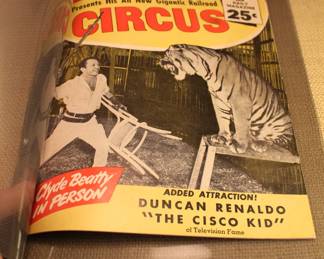 Presents His All New Gigantic Railroad
CIRCUS
MAGAZINE
25¢
Clyde Beatty
IN PERSON
ADDED ATTRACTION!
DUNCAN RENALDO
"THE CISCO KID"
of Television Fame